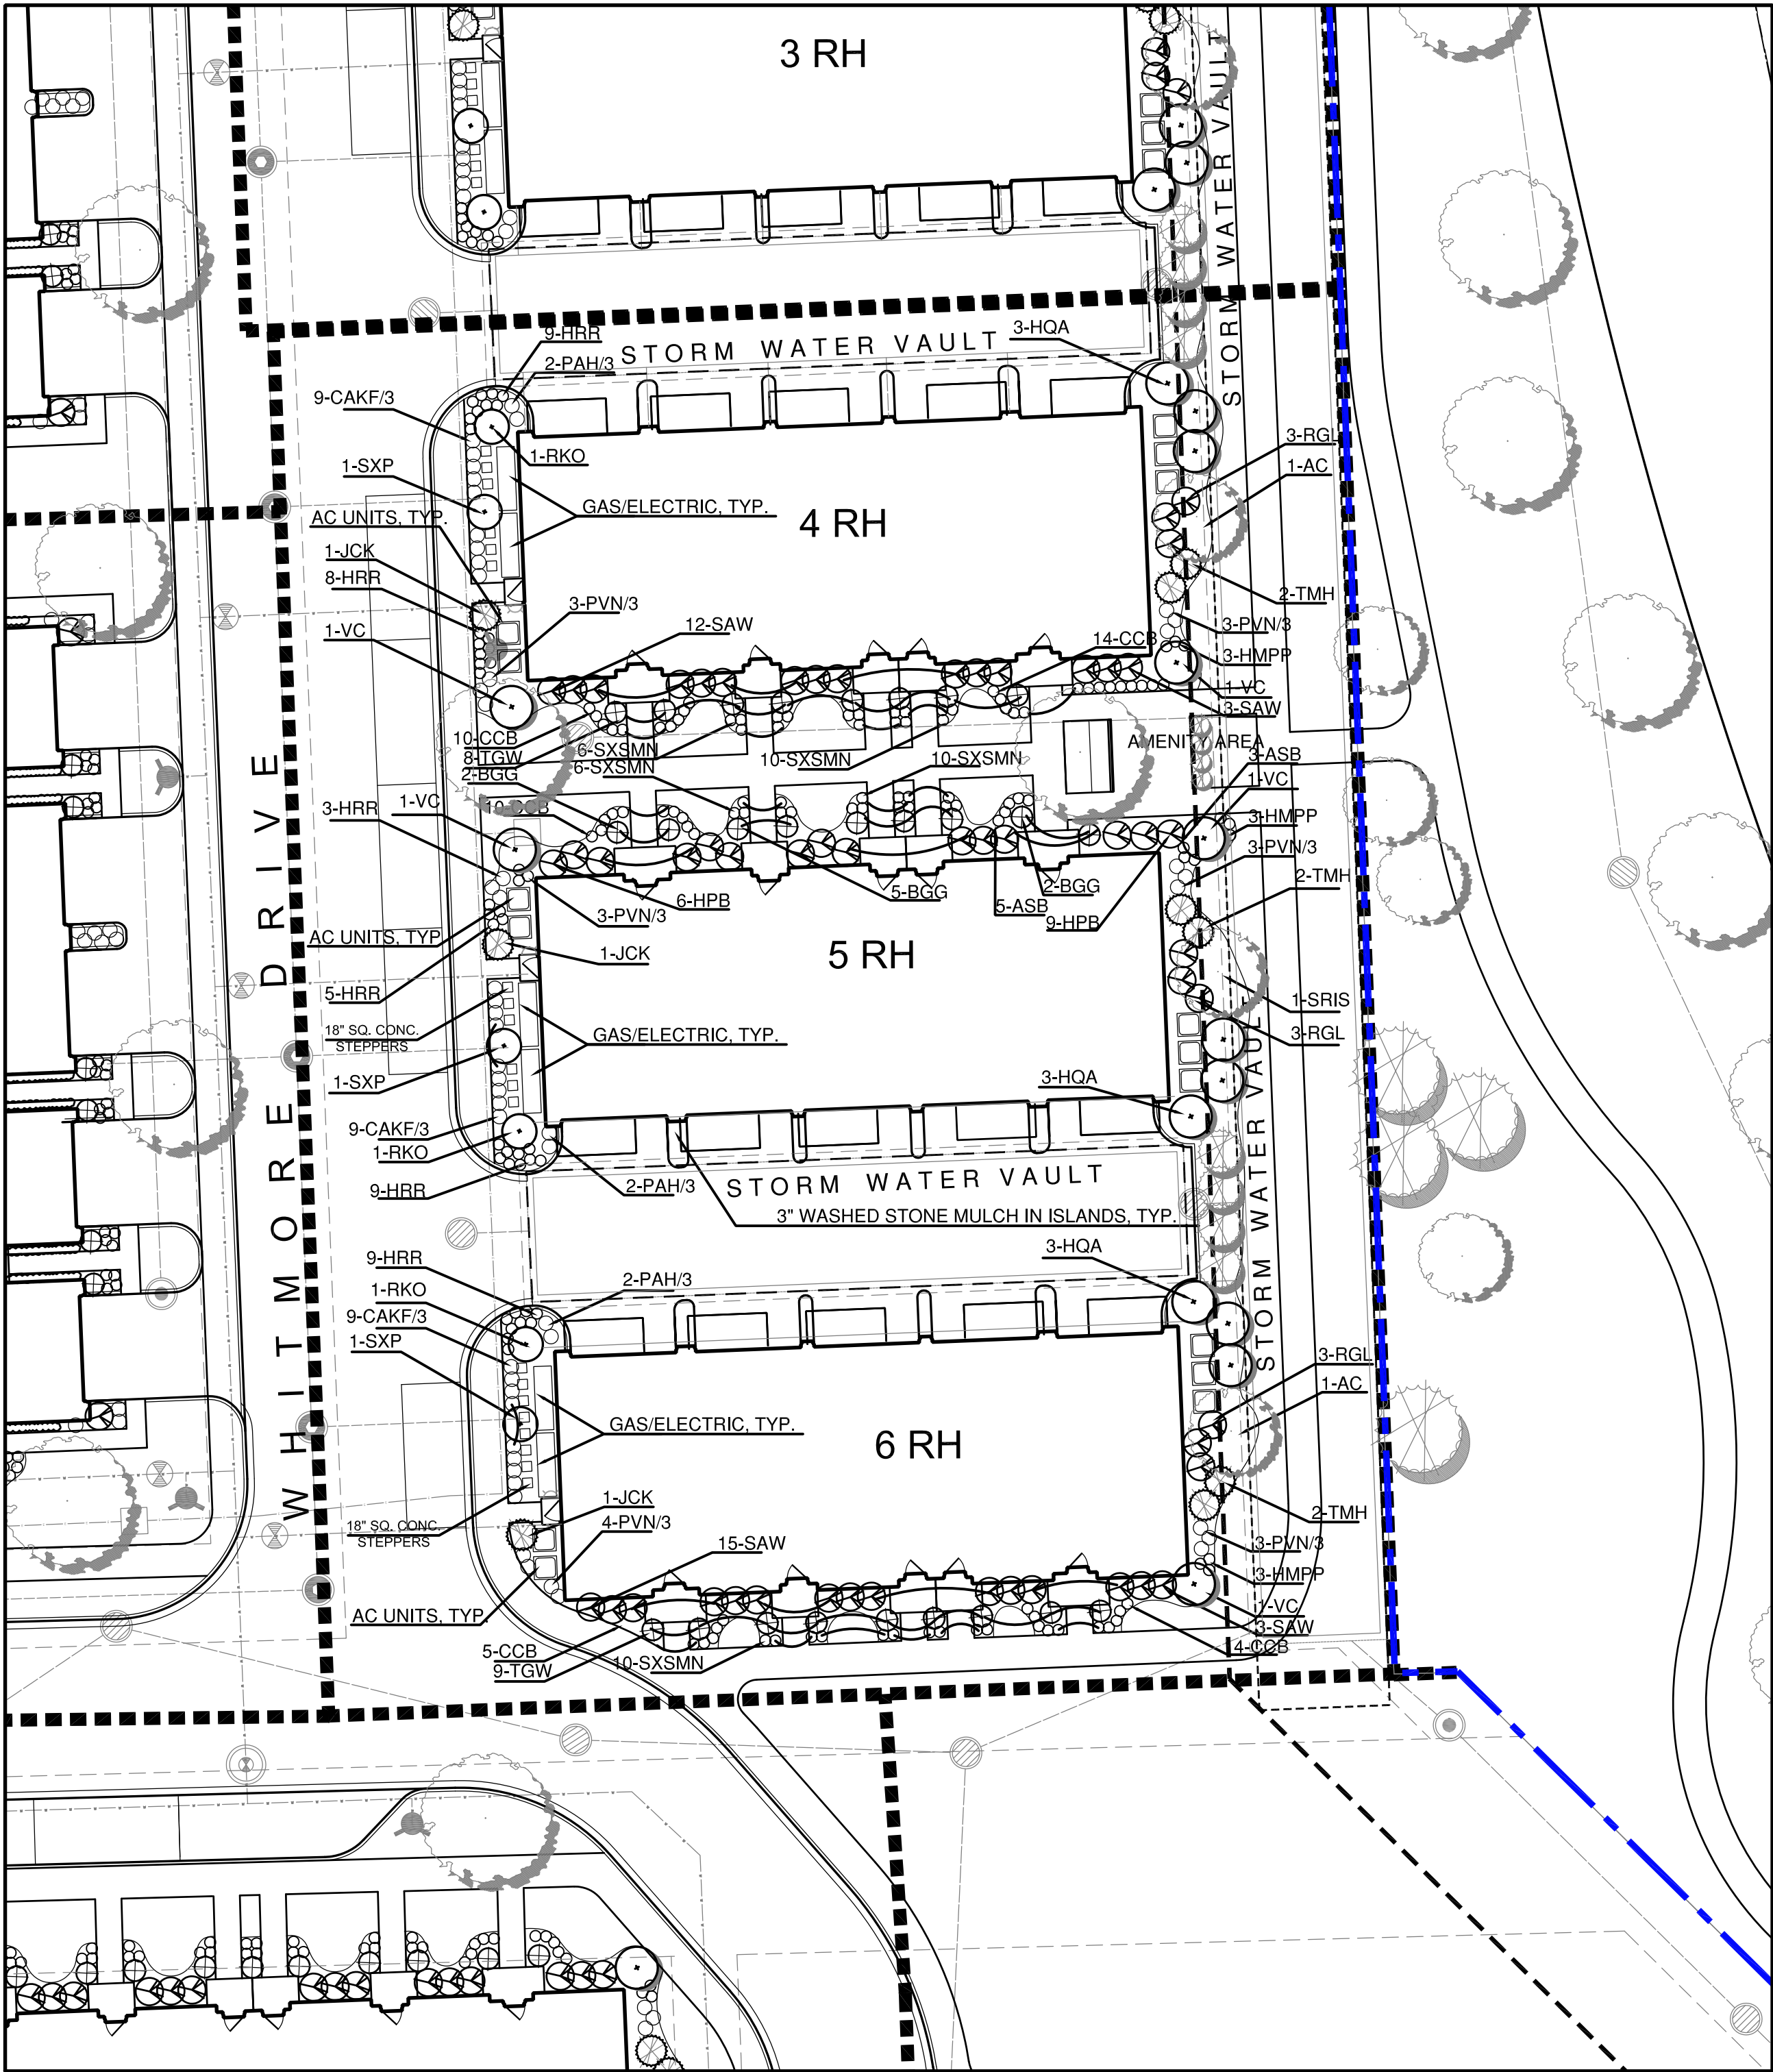 3 RH
STORM WATER VAULT
9-HRR
STORM WATER VAULT
3-HQA
2-PAH/3
9-CAKF/3
1-RKO
3-RGL
1-SXP
1-AC
GAS/ELECTRIC, TYP.
AC UNITS, TYP.
4 RH
1-JCK
8-HRR
3-PVN/3
2-TMH
12-SAW
3-PVN/3
1-VC
14-CCB
3-HMPP
1-VC
3-SAW
10-CCB
8-TGW
6-SXSMN
10-SXSMN
AMENITY AREA
2-BGG
6-SXSMN
10-SXSMN
3-ASB
1-VC
1-VC
10-CCB
3-HRR
3-HMPP
3-PVN/3
2-TMH
5-BGG
2-BGG
6-HPB
5-ASB
3-PVN/3
9-HPB
AC UNITS, TYP
1-JCK
5 RH
5-HRR
1-SRIS
18" SQ. CONC.
STEPPERS
GAS/ELECTRIC, TYP.
3-RGL
1-SXP
3-HQA
9-CAKF/3
1-RKO
9-HRR
2-PAH/3
STORM WATER VAULT
3" WASHED STONE MULCH IN ISLANDS, TYP.
STORM WATER VAULT
WHITMORE DRIVE
9-HRR
3-HQA
2-PAH/3
1-RKO
9-CAKF/3
1-SXP
3-RGL
1-AC
GAS/ELECTRIC, TYP.
6 RH
1-JCK
4-PVN/3
2-TMH
18" SQ. CONC.
STEPPERS
15-SAW
3-PVN/3
3-HMPP
1-VC
AC UNITS, TYP.
3-SAW
4-CCB
5-CCB
9-TGW
10-SXSMN